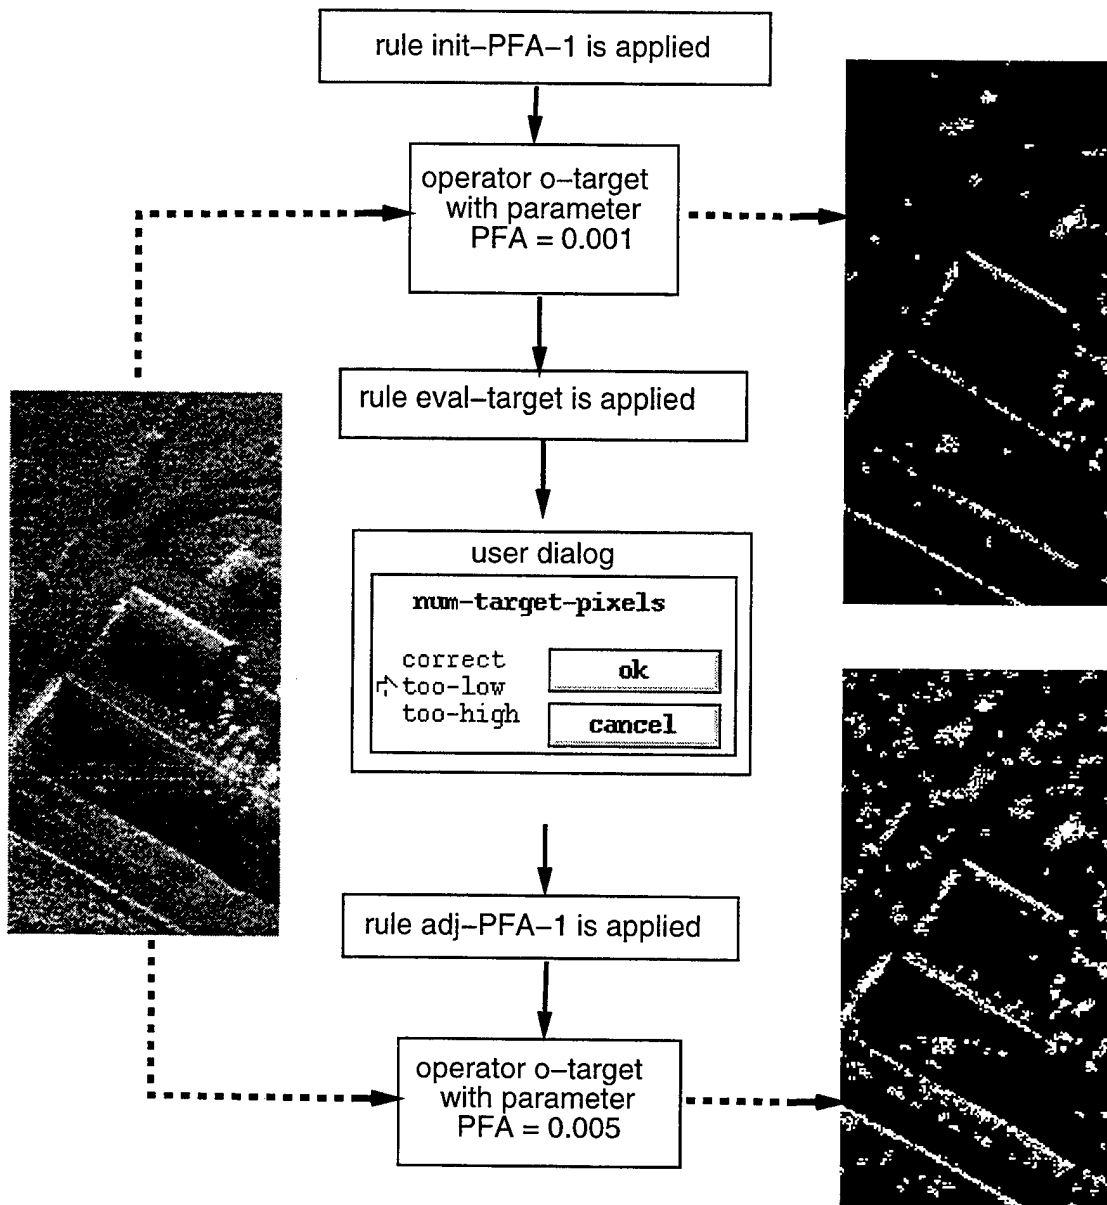 rule init–PFA–1 is applied
operator o–target
with parameter
PFA = 0.001
rule eval–target is applied
user dialog
num-target-pixels
correct
too-low
too-high
ok
cancel
rule adj–PFA–1 is applied
operator o–target
with parameter
PFA = 0.005